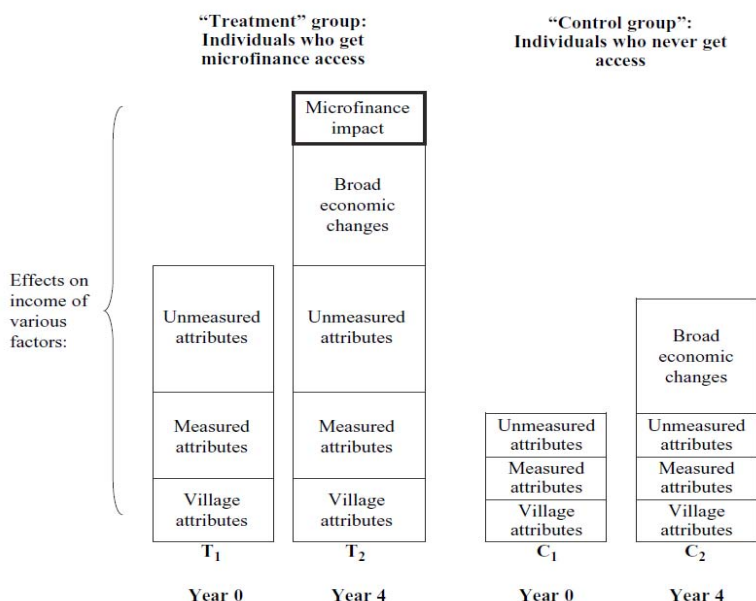 “Treatment” group:
Individuals who get
microfinance access
“Control group”:
Individuals who never get
access
Effects on
income of
various
factors:
Unmeasured
attributes
Measured
attributes
Village
attributes
T1
Year 0
Microfinance
impact
Broad
economic
changes
Unmeasured
attributes
Measured
attributes
Village
attributes
T2
Year 4
Unmeasured
attributes
Measured
attributes
Village
attributes
C1
Year 0
Broad
economic
changes
Unmeasured
attributes
Measured
attributes
Village
attributes
C2
Year 4